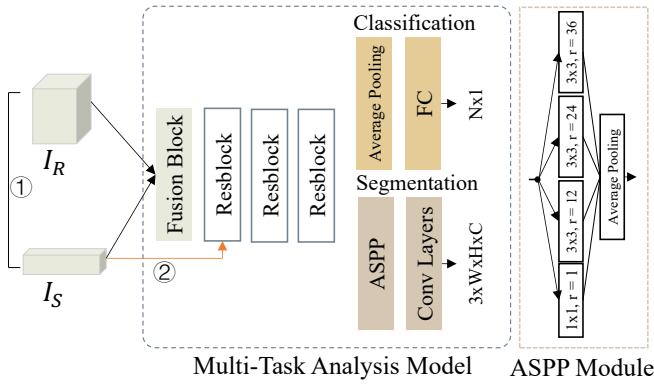 Classification
Average Pooling
FC
Nx1
I_R
①
Fusion Block
Resblock
Resblock
Resblock
Segmentation
ASPP
Conv Layers
3xWxHxC
②
I_S
Multi-Task Analysis Model
3x3, r = 36
3x3, r = 24
3x3, r = 12
1x1, r = 1
Average Pooling
ASPP Module